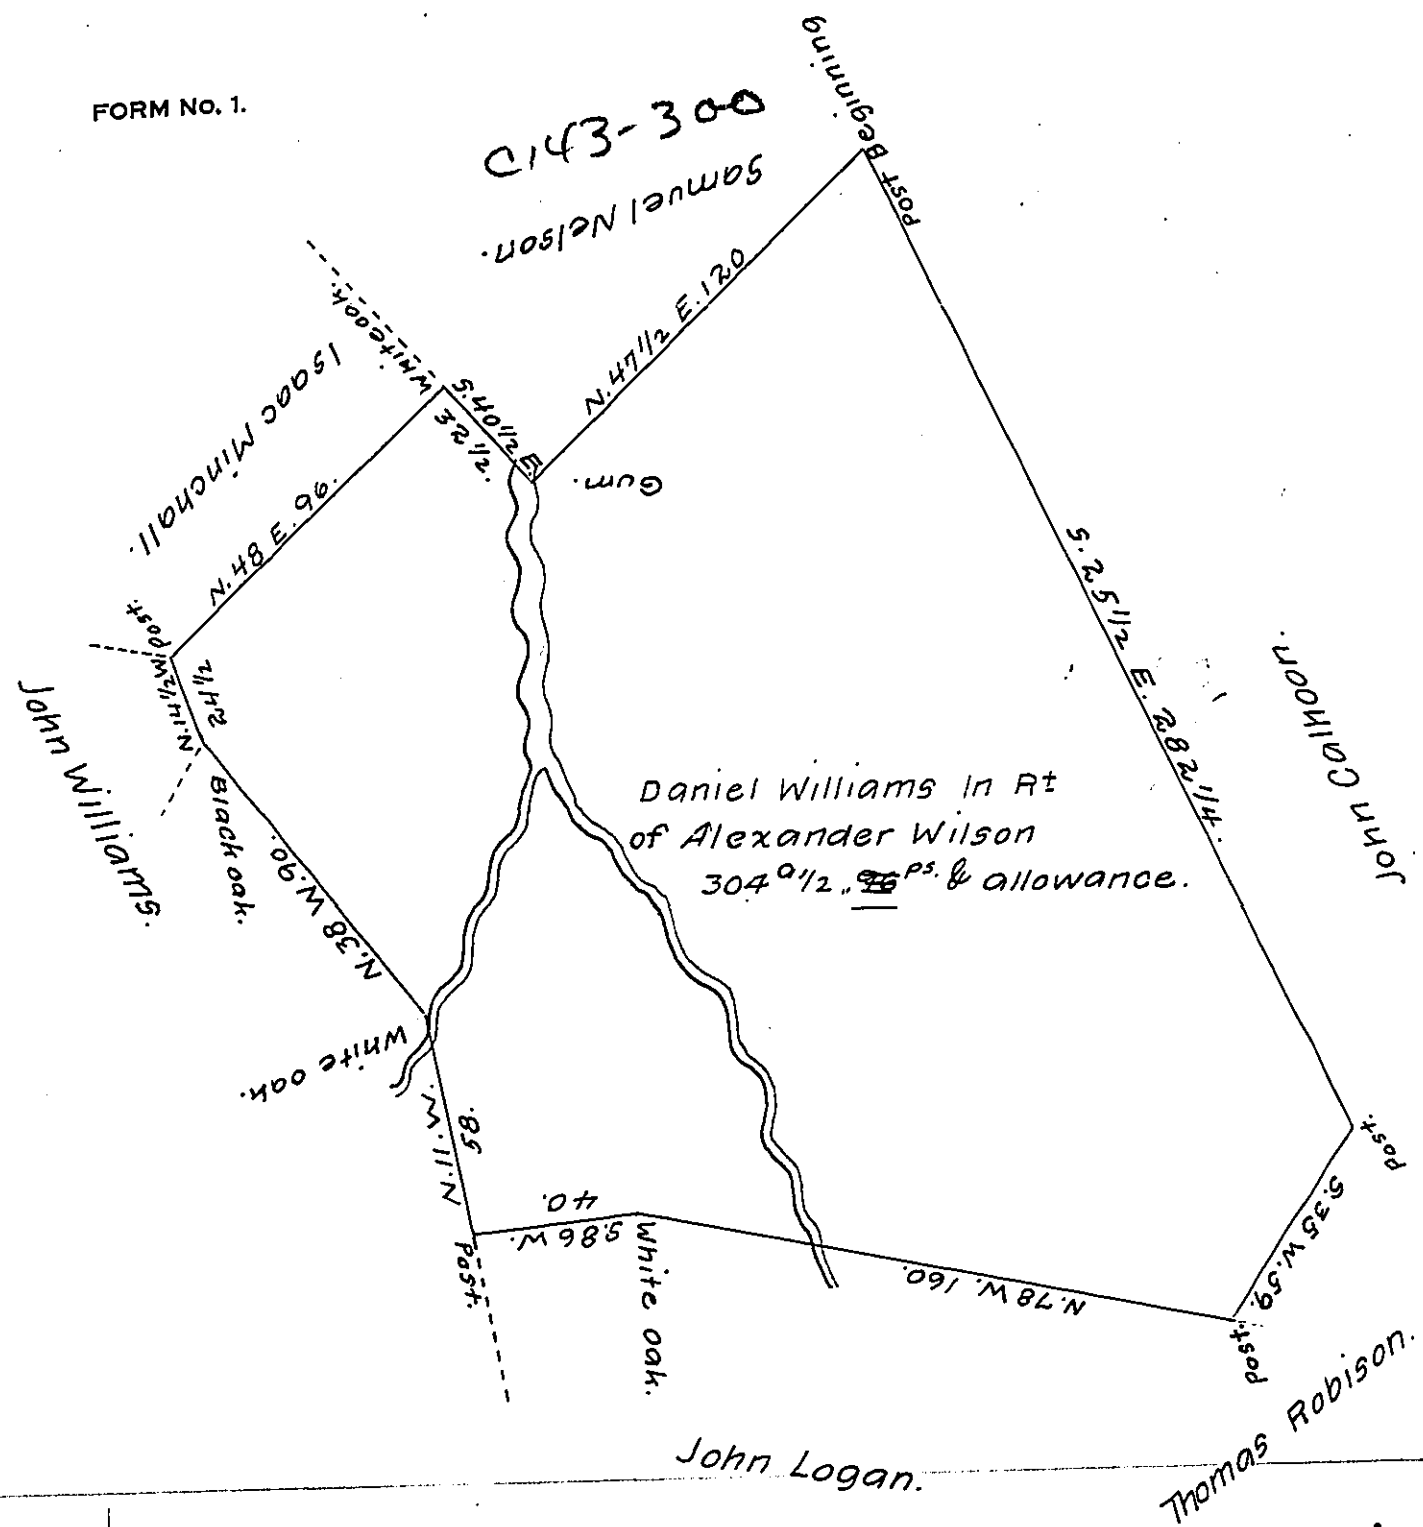 FORM No. 1.
C143-300
Samuel Nelson.
Beginning
Post
N.47 1/2 E.120
S.25 1/2 E. 282 1/4.
John Calhoon.
Post.
S.35 W.59.
Post.
Thomas Robison.
N.78 W. 160.
White oak.
S86 W.
40.
Post.
N.11.W.
58.
White oak.
N.38 W.90.
Black oak.
John Williams.
N.14 1/2 W.
24 1/2
Post.
N.48 E.96.
Isaac Minchall.
White oak.
S.40 1/2 E.
32 1/2.
Gum.
Daniel Williams In Rt
of Alexander Wilson
304 a 1/2 .. ps. & allowance.
John Logan.